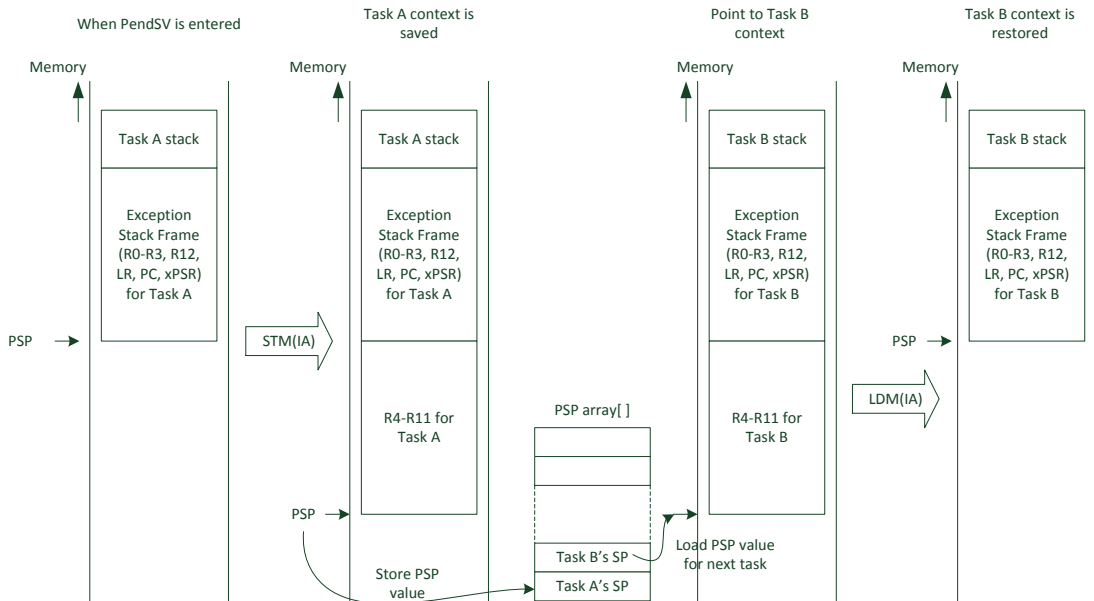 When PendSV is entered
Task A context is
saved
Point to Task B
context
Task B context is
restored
Memory
Memory
Memory
Memory
Task A stack
Task A stack
Task B stack
Task B stack
Exception
Stack Frame
(R0-R3, R12,
LR, PC, xPSR)
for Task A
Exception
Stack Frame
(R0-R3, R12,
LR, PC, xPSR)
for Task A
Exception
Stack Frame
(R0-R3, R12,
LR, PC, xPSR)
for Task B
Exception
Stack Frame
(R0-R3, R12,
LR, PC, xPSR)
for Task B
PSP
STM(IA)
PSP
R4-R11 for
Task A
PSP array[ ]
R4-R11 for
Task B
LDM(IA)
PSP
Task B's SP
Load PSP value
for next task
Store PSP
value
Task A's SP